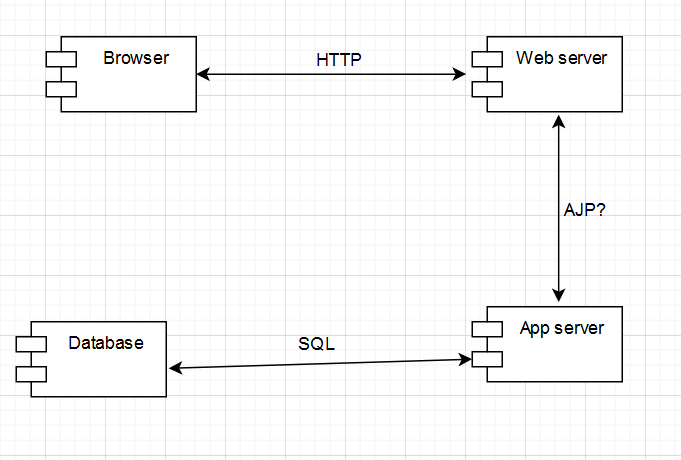 Browser
HTTP
Web server
AJP?
App server
Database
SQL